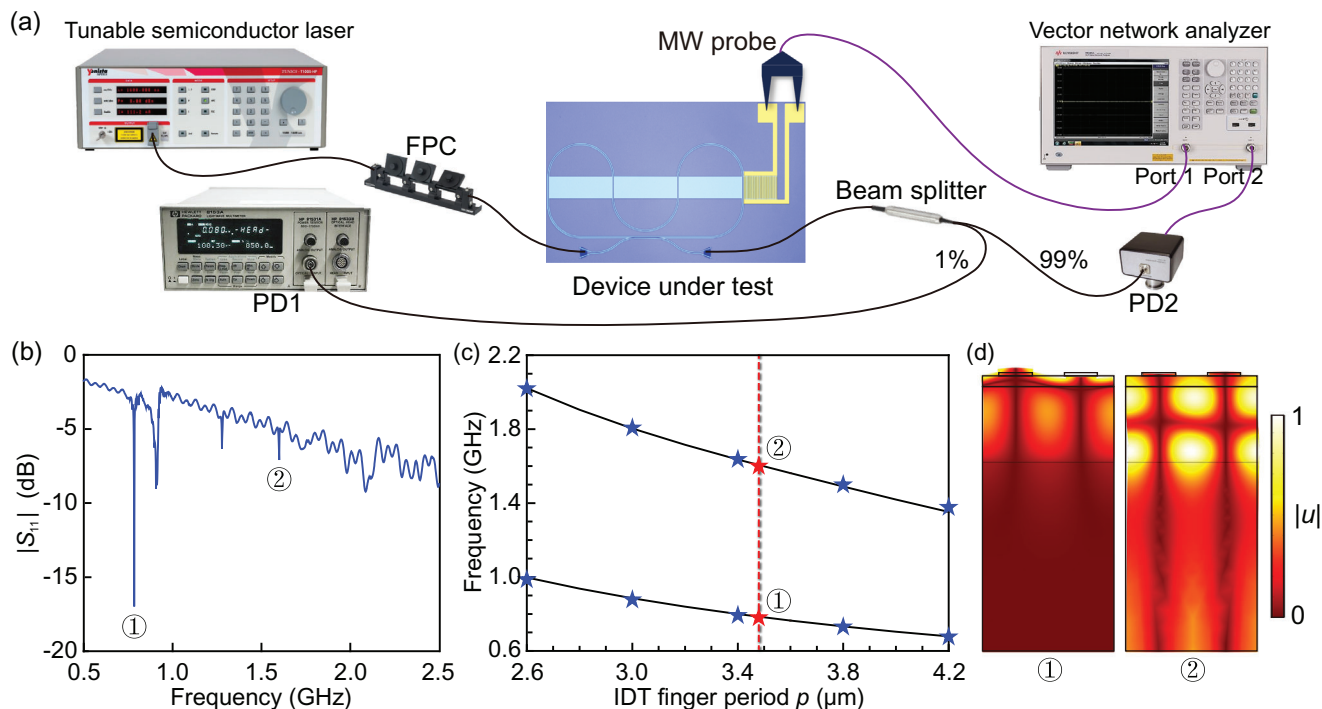 (a)
Tunable semiconductor laser
MW probe
Vector network analyzer
FPC
Port 1 Port 2
Beam splitter
1%
99%
Device under test
PD1
PD2
HEWLETT
PACKARD
(b)
0
-5
-10
-15
-20
|S₁₁| (dB)
①
②
0.5 1.0 1.5 2.0 2.5
Frequency (GHz)
(c)
2.2
1.8
1.4
1.0
0.6
Frequency (GHz)
②
①
2.6 3.0 3.4 3.8 4.2
IDT finger period p (μm)
(d)
1
|u|
0
① ②